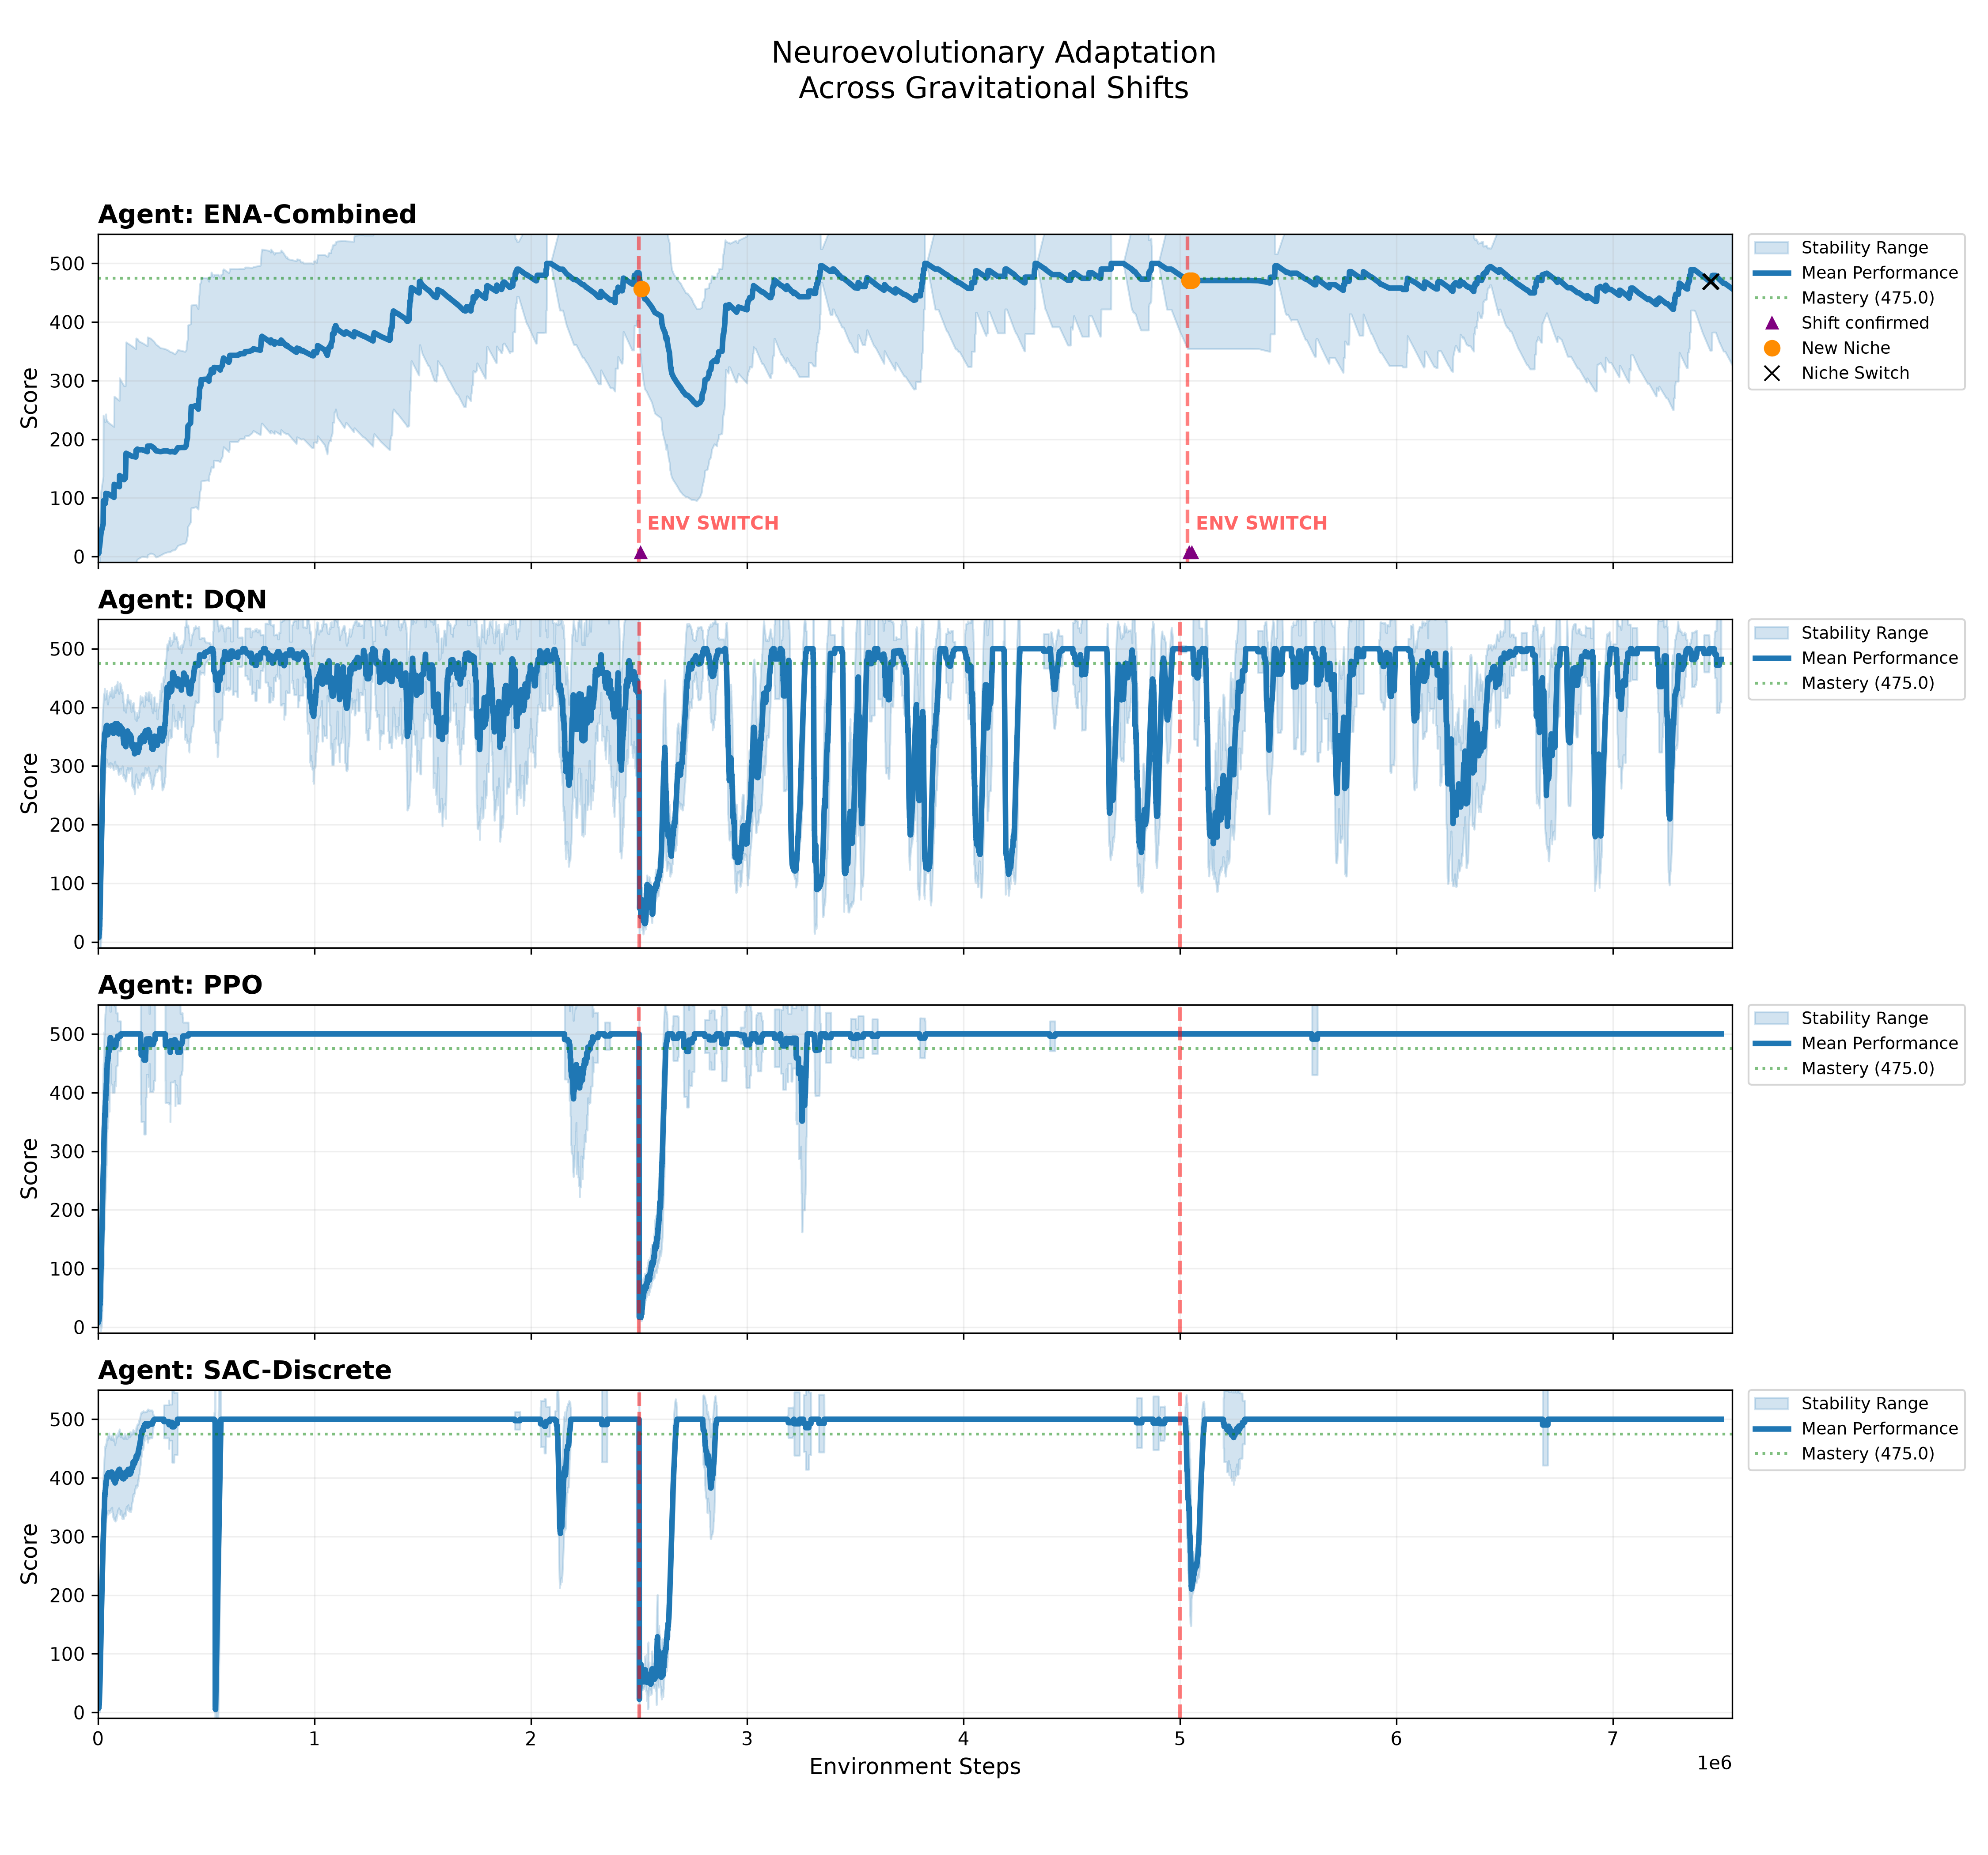 Neuroevolutionary Adaptation
Across Gravitational Shifts
Agent: ENA-Combined
Score
500
400
300
200
100
0
ENV SWITCH
ENV SWITCH
Stability Range
Mean Performance
Mastery (475.0)
Shift confirmed
New Niche
Niche Switch
Agent: DQN
Score
500
400
300
200
100
0
Stability Range
Mean Performance
Mastery (475.0)
Agent: PPO
Score
500
400
300
200
100
0
Stability Range
Mean Performance
Mastery (475.0)
Agent: SAC-Discrete
Score
500
400
300
200
100
0
Stability Range
Mean Performance
Mastery (475.0)
0 1 2 3 4 5 6 7
Environment Steps
1e6